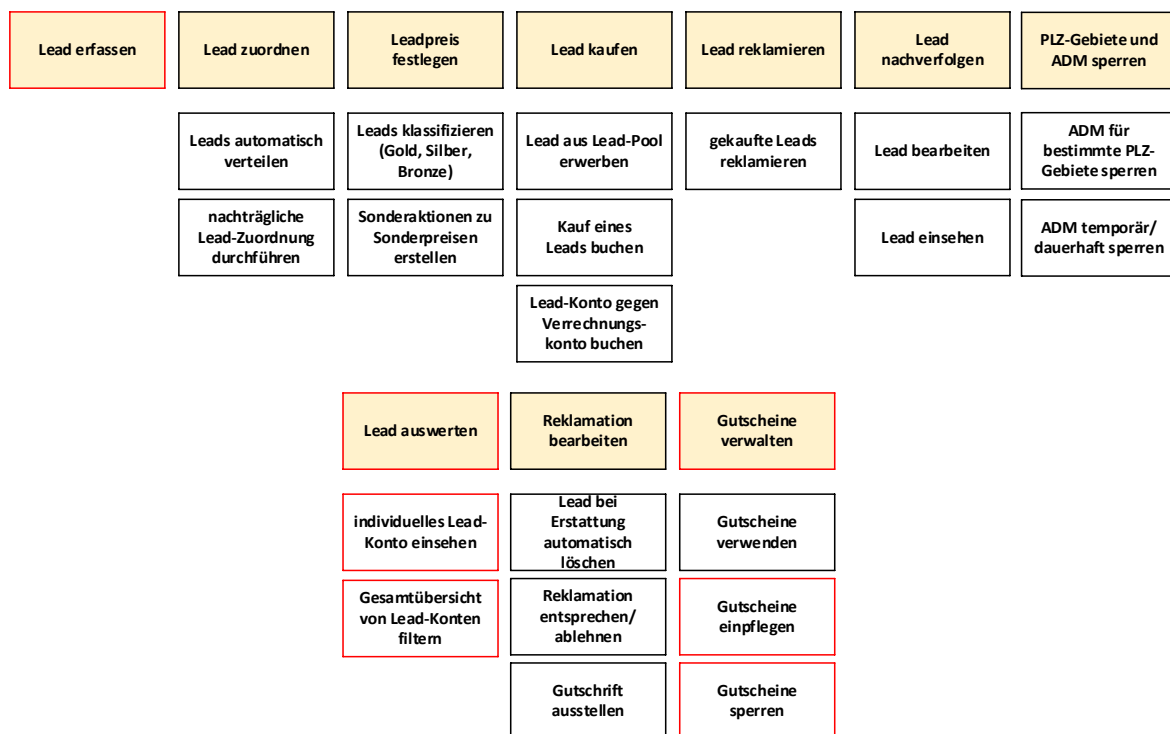 Lead erfassen
Lead zuordnen
Leadpreis
festlegen
Lead kaufen
Lead reklamieren
Lead
nachverfolgen
PLZ-Gebiete und
ADM sperren
Leads automatisch
verteilen
Leads klassifizieren
(Gold, Silber,
Bronze)
Lead aus Lead-Pool
erwerben
gekaufte Leads
reklamieren
Lead bearbeiten
ADM für
bestimmte PLZ-
Gebiete sperren
nachträgliche
Lead-Zuordnung
durchführen
Sonderaktionen zu
Sonderpreisen
erstellen
Kauf eines
Leads buchen
Lead einsehen
ADM temporär/
dauerhaft sperren
Lead-Konto gegen
Verrechnungs-
konto buchen
Lead auswerten
Reklamation
bearbeiten
Gutscheine
verwalten
individuelles Lead-
Konto einsehen
Lead bei
Erstattung
automatisch
löschen
Gutscheine
verwenden
Gesamtübersicht
von Lead-Konten
filtern
Reklamation
entsprechen/
ablehnen
Gutscheine
einpflegen
Gutschrift
ausstellen
Gutscheine
sperren